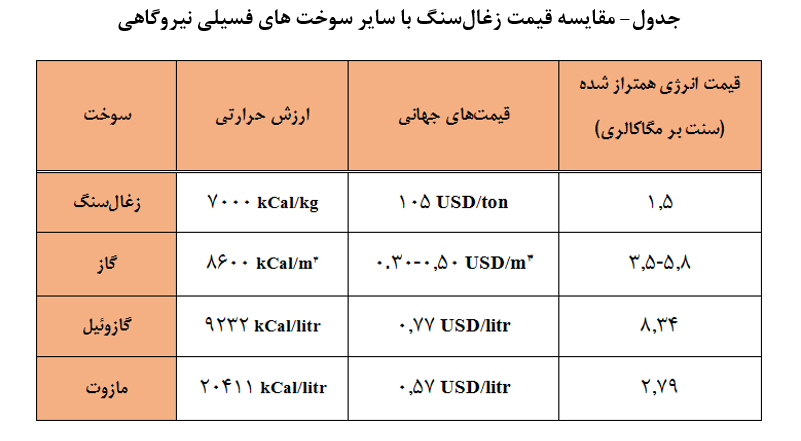 جدول- مقایسه قیمت زغال‌سنگ با سایر سوخت های فسیلی نیروگاهی
سوخت
ارزش حرارتی
قیمت‌های جهانی
قیمت انرژی همتراز شده
(سنت بر مگاکالری)
زغال‌سنگ
۷۰۰۰ kCal/kg
۱۰۵ USD/ton
۱,۵
گاز
۸۶۰۰ kCal/m³
۰.۳۰-۰,۵۰ USD/m³
۳,۵-۵,۸
گازوئیل
۹۲۳۲ kCal/litr
۰,۷۷ USD/litr
۸,۳۴
مازوت
۲۰۴۱۱ kCal/litr
۰,۵۷ USD/litr
۲,۷۹